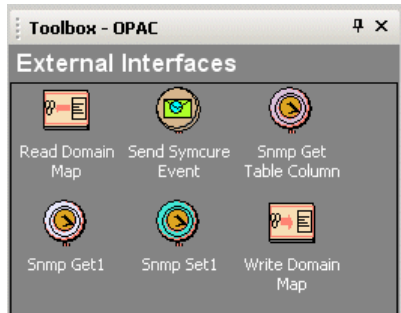 Toolbox - OPAC
External Interfaces
Read Domain Map
Send Symcure Event
Snmp Get Table Column
Snmp Get1
Snmp Set1
Write Domain Map